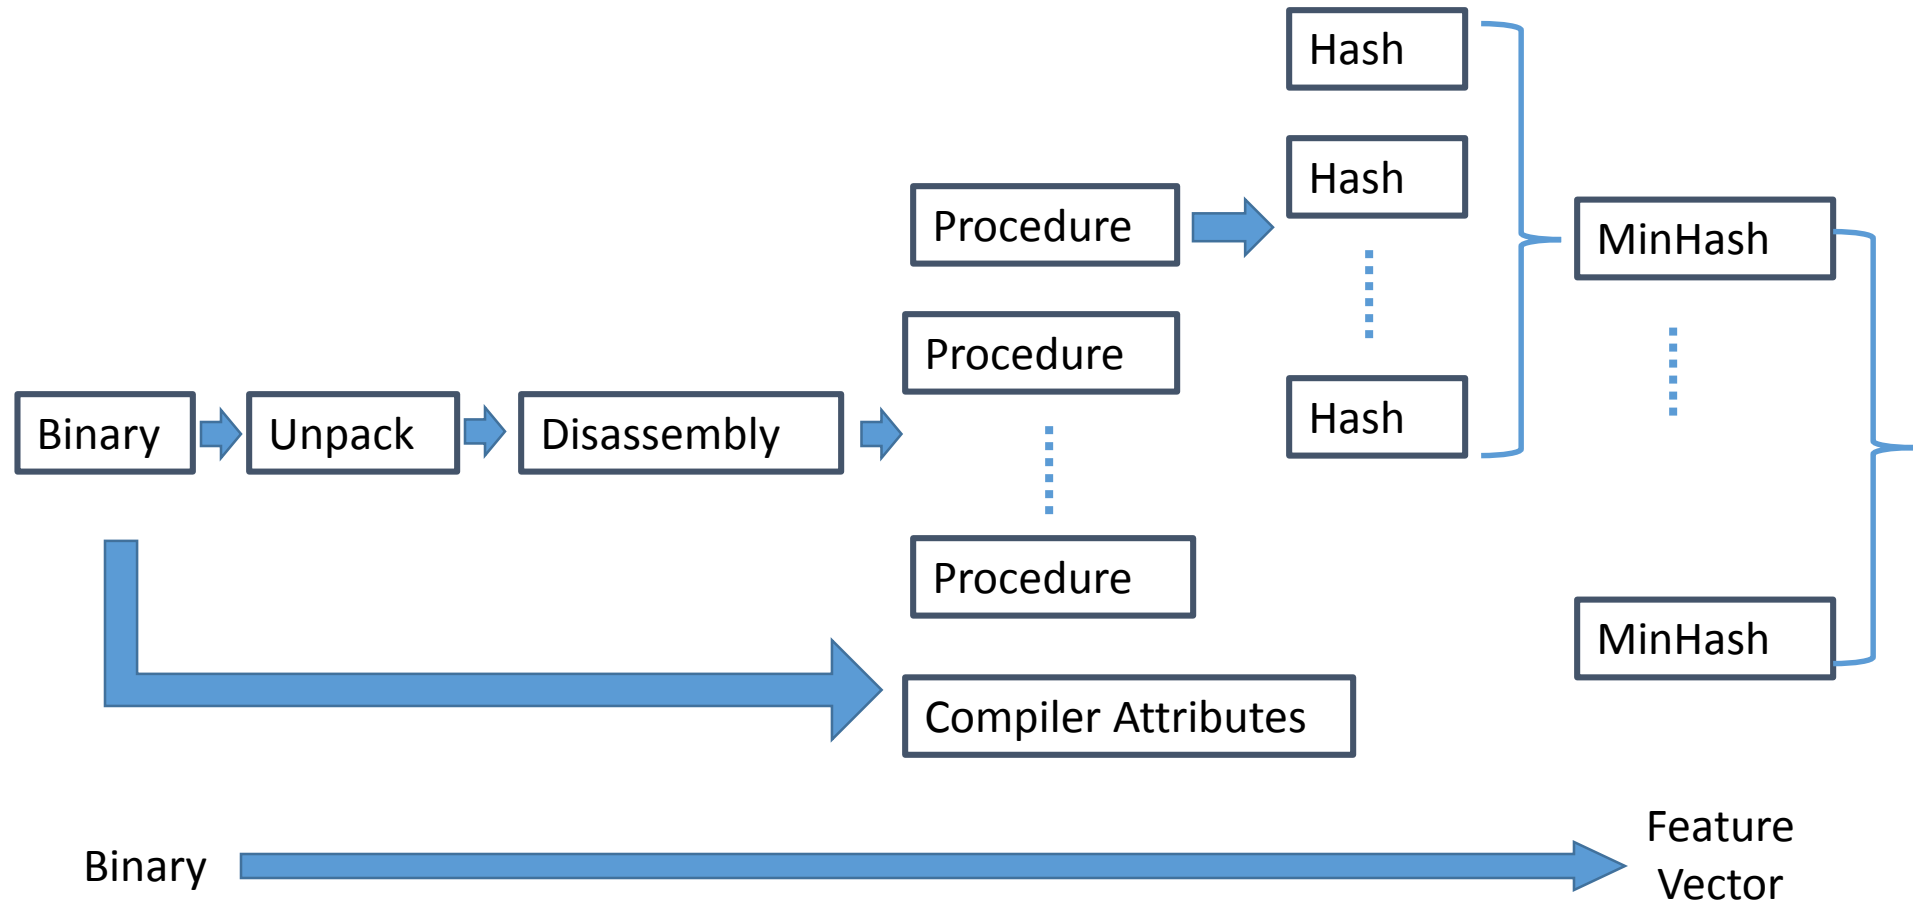 Binary
Unpack
Disassembly
Procedure
Procedure
Procedure
Compiler Attributes
Hash
Hash
Hash
MinHash
MinHash
Binary
Feature
Vector